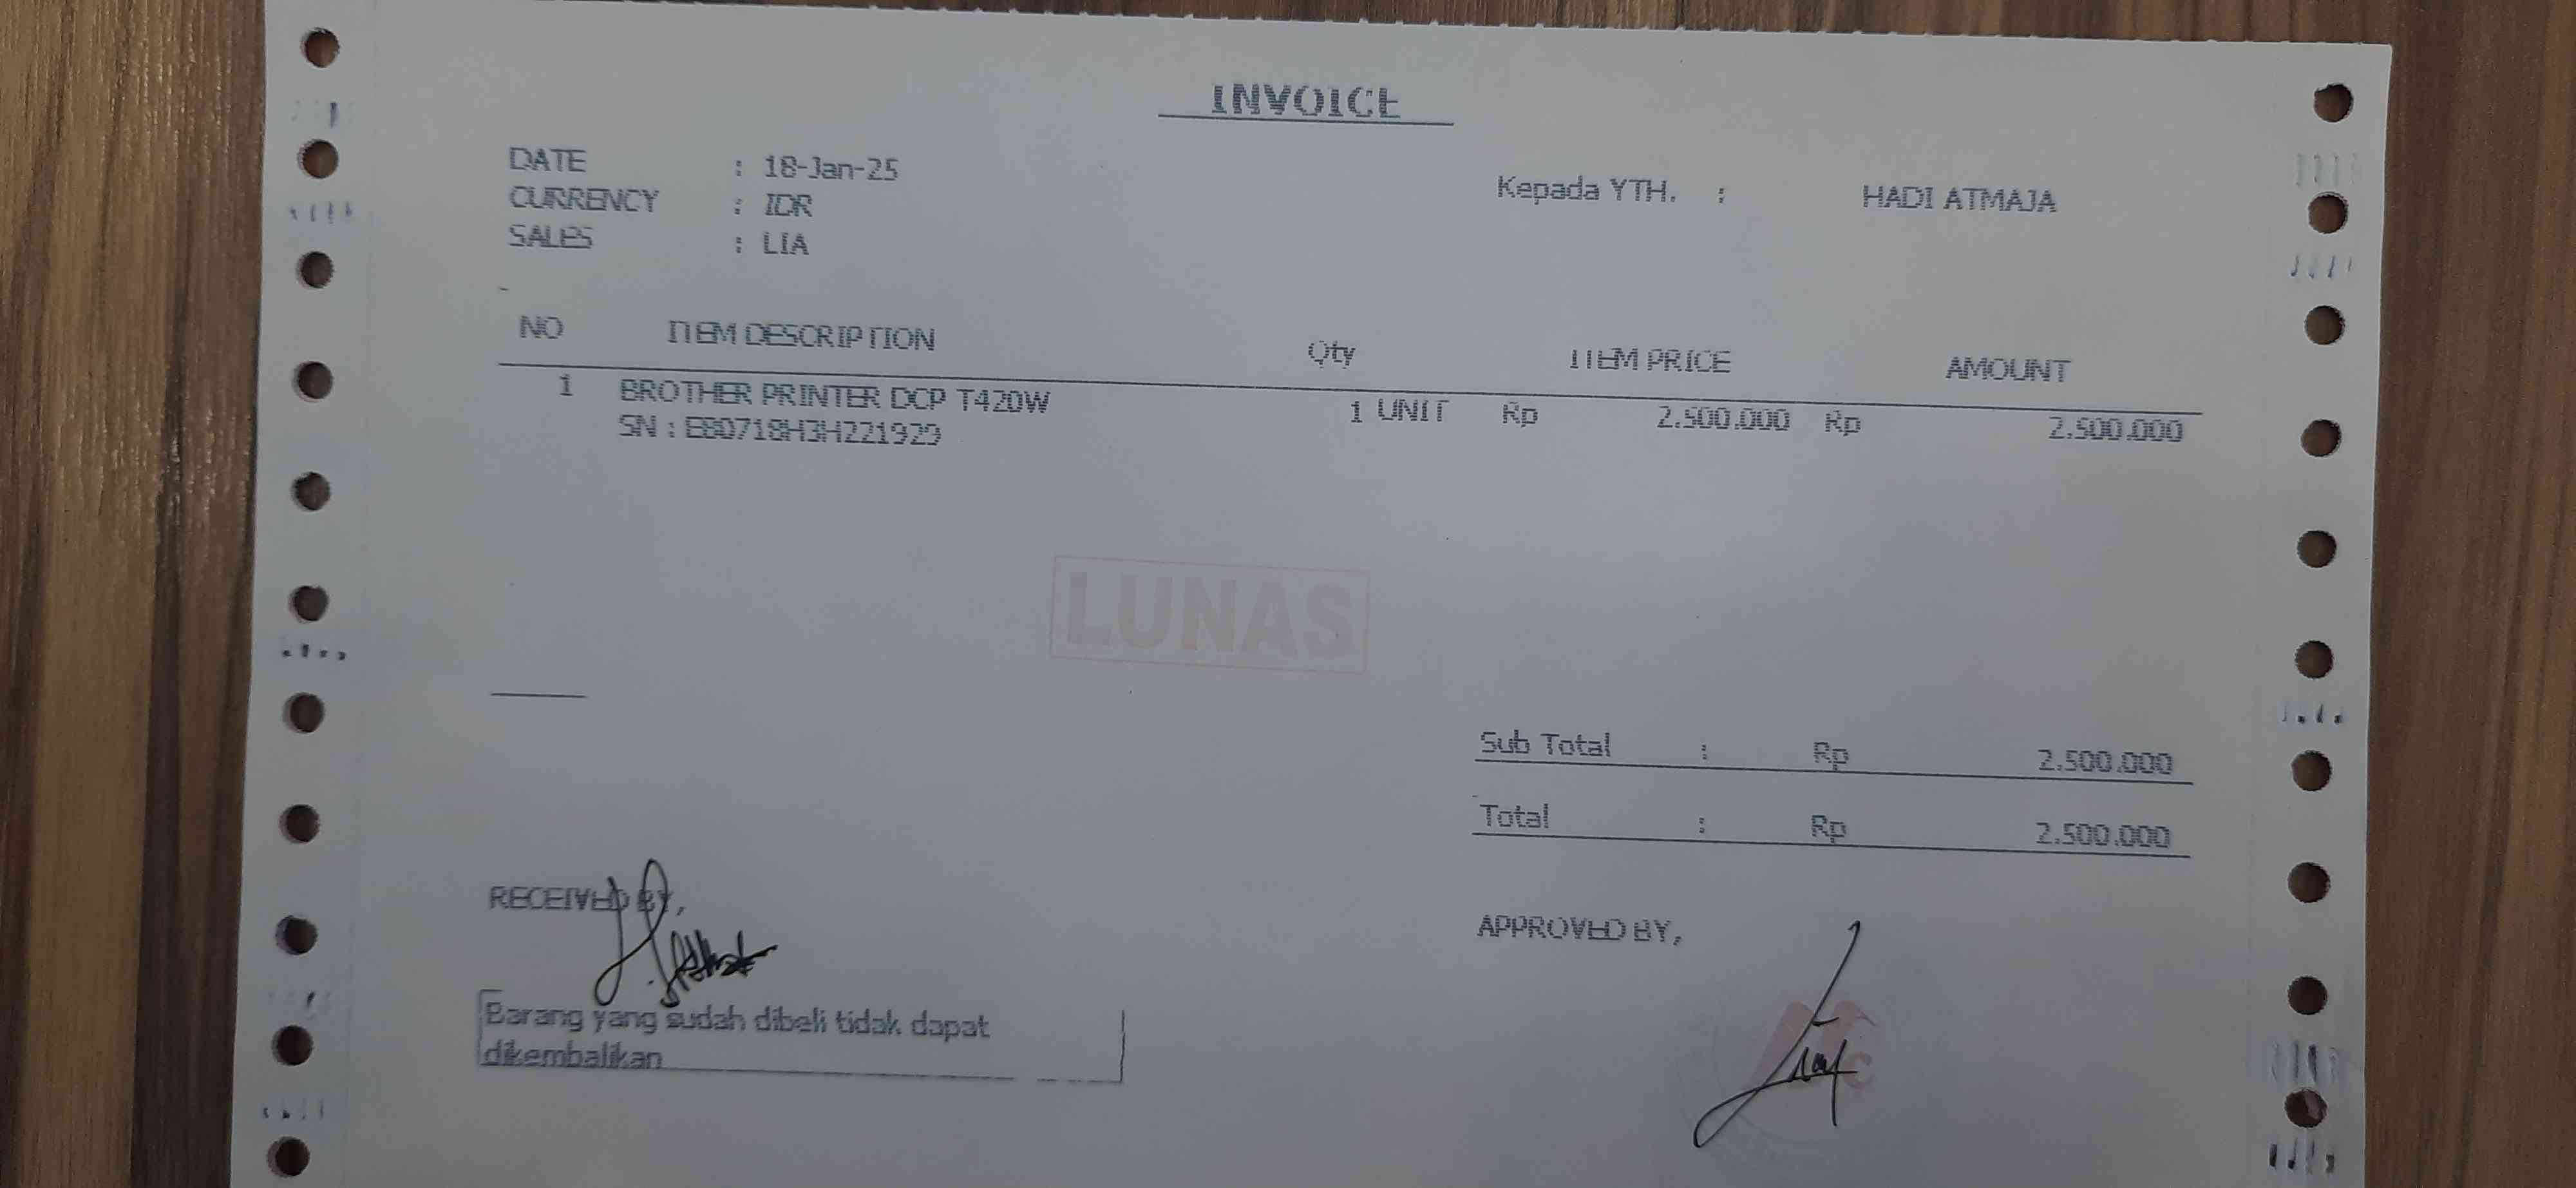 INVOICE
DATE : 18-Jan-25
CURRENCY : IDR
SALES : LIA
Kepada YTH. : HADI ATMAJA
NO ITEM DESCRIPTION Qty ITEM PRICE AMOUNT
1 BROTHER PRINTER DCP T420W 1 UNIT Rp 2.500.000 Rp 2.500.000
SN : E80718H3H221929
LUNAS
Sub Total : Rp 2.500.000
Total : Rp 2.500.000
RECEIVED BY,
APPROVED BY,
Barang yang sudah dibeli tidak dapat
dikembalikan